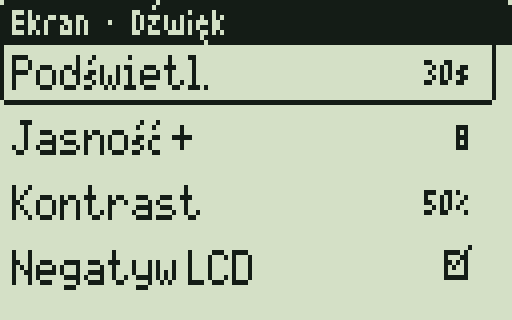 Ekran · Dźwięk
Podświetl. 30s
Jasność+ 8
Kontrast 50%
Negatyw LCD